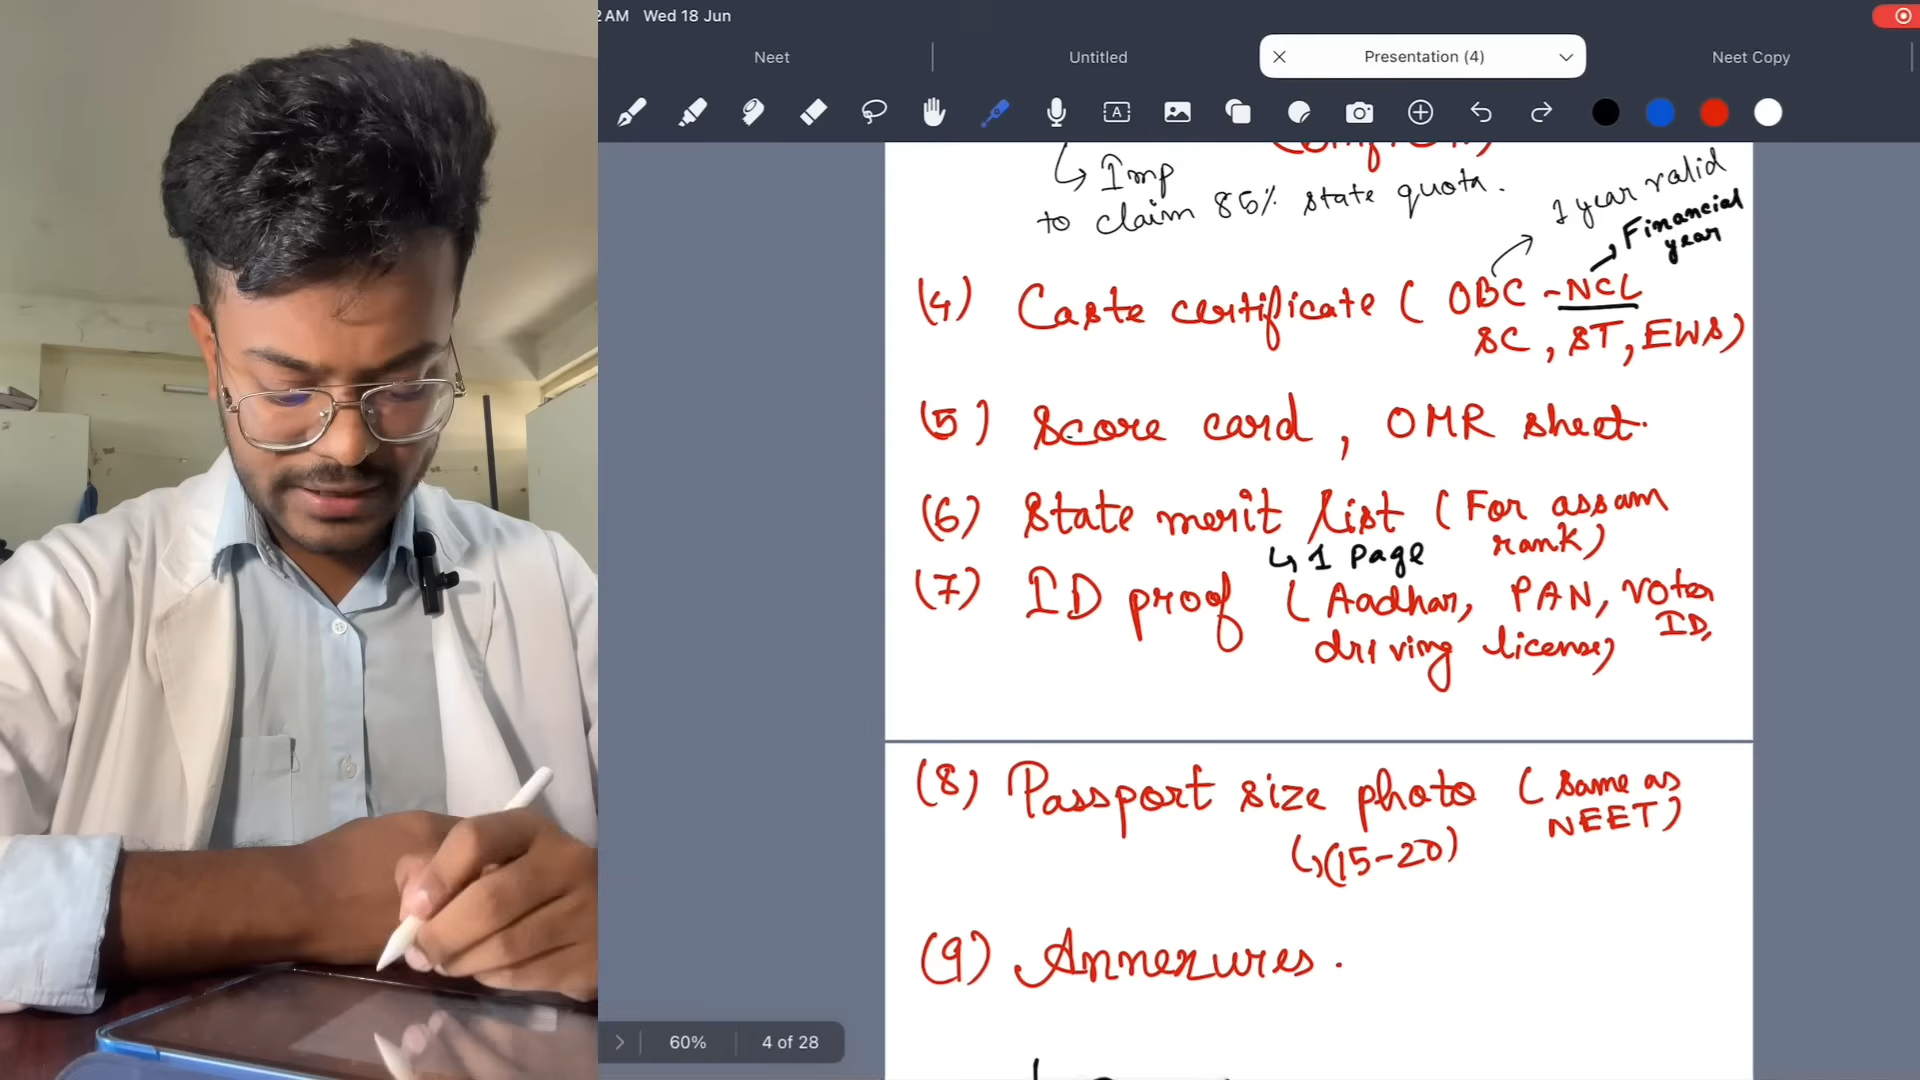 2 AM Wed 18 Jun
Neet
Untitled
Presentation (4)
Neet Copy
A
↳ Imp
to claim 85% state quota.
1 year valid
→ Financial
year
(4) Caste certificate ( OBC - NCL
SC, ST, EWS)
(5) Score card, OMR sheet.
(6) State merit list (For assam
rank)
↳ 1 page
(7) ID proof (Aadhar, PAN, Voter
ID,
driving license)
(8) Passport size photo (same as
NEET)
↳(15-20)
(9) Annexures.
60%
4 of 28